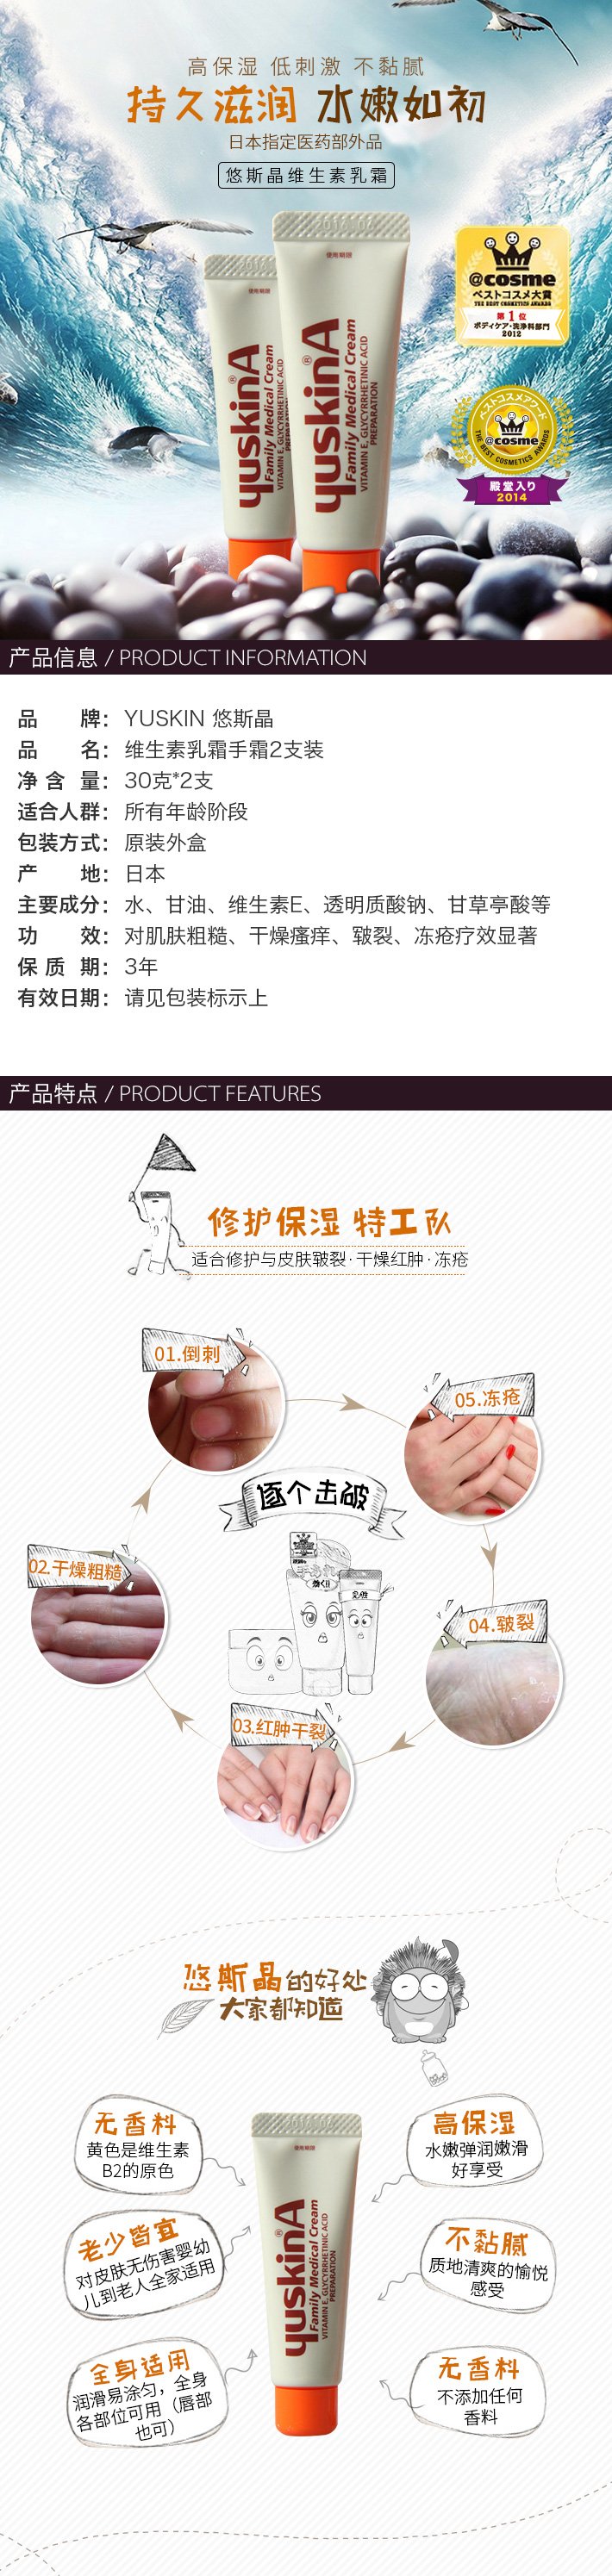 高保湿 低刺激 不黏腻
持久滋润 水嫩如初
日本指定医药部外品
悠斯晶维生素乳霜
@cosme
ベストコスメ大賞
THE BEST COSMETICS AWARDS
第1位
ボディケア・洗浄料部門
2012
使用期限
yuskinA®
Family Medical Cream
VITAMIN E, GLYCYRRHETINIC ACID
PREPARATION
yuskinA®
Family Medical Cream
VITAMIN E, GLYCYRRHETINIC ACID
PREPARATION
ベストコスメアワード
@cosme
THE BEST COSMETICS AWARDS
殿堂入り
2014
产品信息 / PRODUCT INFORMATION
品 牌: YUSKIN 悠斯晶
品 名: 维生素乳霜手霜2支装
净 含 量: 30克*2支
适合人群: 所有年龄阶段
包装方式: 原装外盒
产 地: 日本
主要成分: 水、甘油、维生素E、透明质酸钠、甘草亭酸等
功 效: 对肌肤粗糙、干燥瘙痒、皲裂、冻疮疗效显著
保 质 期: 3年
有效日期: 请见包装标示上
产品特点 / PRODUCT FEATURES
修护保湿 特工队
适合修护与皮肤皲裂·干燥红肿·冻疮
01.倒刺
05.冻疮
逐个击破
02.干燥粗糙
04.皲裂
03.红肿干裂
悠斯晶的好处
大家都知道
无香料
黄色是维生素
B2的原色
高保湿
水嫩弹润嫩滑
好享受
老少皆宜
对皮肤无伤害婴幼
儿到老人全家适用
不黏腻
质地清爽的愉悦
感受
全身适用
润滑易涂匀，全身
各部位可用（唇部
也可）
无香料
不添加任何
香料
yuskinA®
Family Medical Cream
VITAMIN E, GLYCYRRHETINIC ACID
PREPARATION